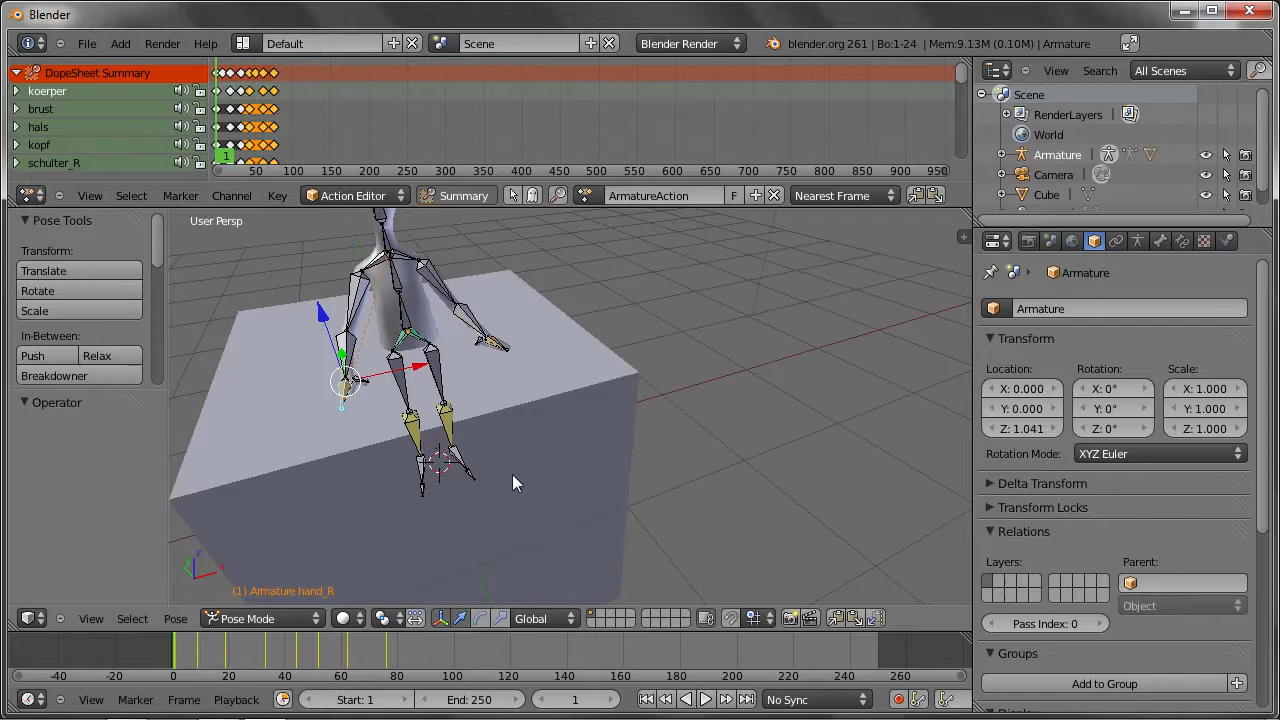 Blender
File Add Render Help Default Scene Blender Render blender.org 261 | Bo:1-24 | Mem:9.13M (0.10M) | Armature
DopeSheet Summary
koerper
brust
hals
kopf
schulter_R
1
50 100 150 200 250 300 350 400 450 500 550 600 650 700 750 800 850 900 950
View Select Marker Channel Key Action Editor Summary ArmatureAction F Nearest Frame
View Search All Scenes
Scene
RenderLayers
World
Armature
Camera
Cube
Pose Tools
Transform:
Translate
Rotate
Scale
In-Between:
Push Relax
Breakdowner
Operator
User Persp
(1) Armature hand_R
View Select Pose Pose Mode Global
-40 -20 0 20 40 60 80 100 120 140 160 180 200 220 240 260
View Marker Frame Playback Start: 1 End: 250 1 No Sync
Armature
Armature
Transform
Location: Rotation: Scale:
X: 0.000 X: 0° X: 1.000
Y: 0.000 Y: 0° Y: 1.000
Z: 1.041 Z: 0° Z: 1.000
Rotation Mode: XYZ Euler
Delta Transform
Transform Locks
Relations
Layers: Parent:
Object
Pass Index: 0
Groups
Add to Group